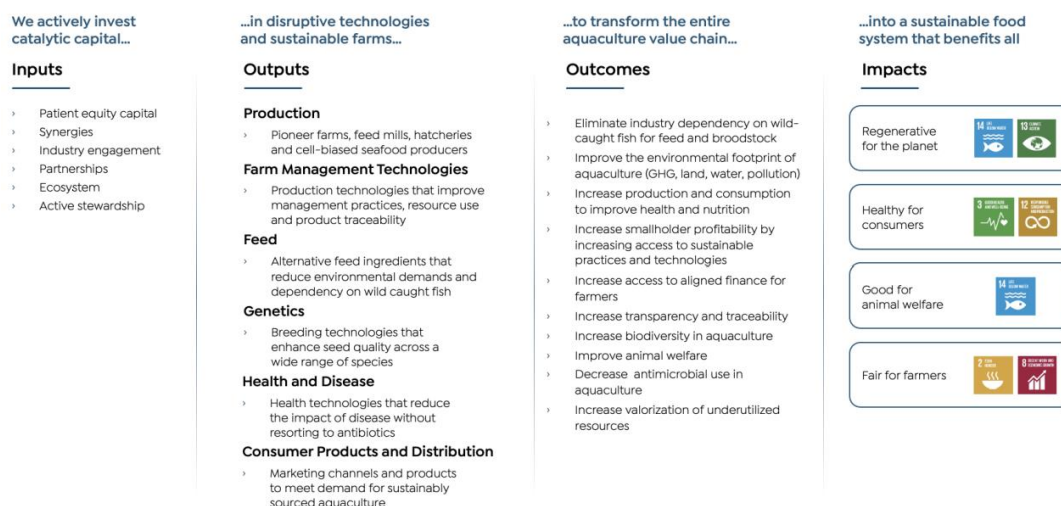 We actively invest
catalytic capital...
Inputs
› Patient equity capital
› Synergies
› Industry engagement
› Partnerships
› Ecosystem
› Active stewardship
...in disruptive technologies
and sustainable farms...
Outputs
Production
› Pioneer farms, feed mills, hatcheries
and cell-biased seafood producers
Farm Management Technologies
› Production technologies that improve
management practices, resource use
and product traceability
Feed
› Alternative feed ingredients that
reduce environmental demands and
dependency on wild caught fish
Genetics
› Breeding technologies that
enhance seed quality across a
wide range of species
Health and Disease
› Health technologies that reduce
the impact of disease without
resorting to antibiotics
Consumer Products and Distribution
› Marketing channels and products
to meet demand for sustainably
sourced aquaculture
...to transform the entire
aquaculture value chain...
Outcomes
› Eliminate industry dependency on wild-
caught fish for feed and broodstock
› Improve the environmental footprint of
aquaculture (GHG, land, water, pollution)
› Increase production and consumption
to improve health and nutrition
› Increase smallholder profitability by
increasing access to sustainable
practices and technologies
› Increase access to aligned finance for
farmers
› Increase transparency and traceability
› Increase biodiversity in aquaculture
› Improve animal welfare
› Decrease antimicrobial use in
aquaculture
› Increase valorization of underutilized
resources
...into a sustainable food
system that benefits all
Impacts
Regenerative
for the planet
14
13
Healthy for
consumers
3
12
Good for
animal welfare
14
Fair for farmers
2
8